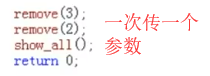 remove(3);
remove(2);
show_all();
return 0;
一次传一个
参数